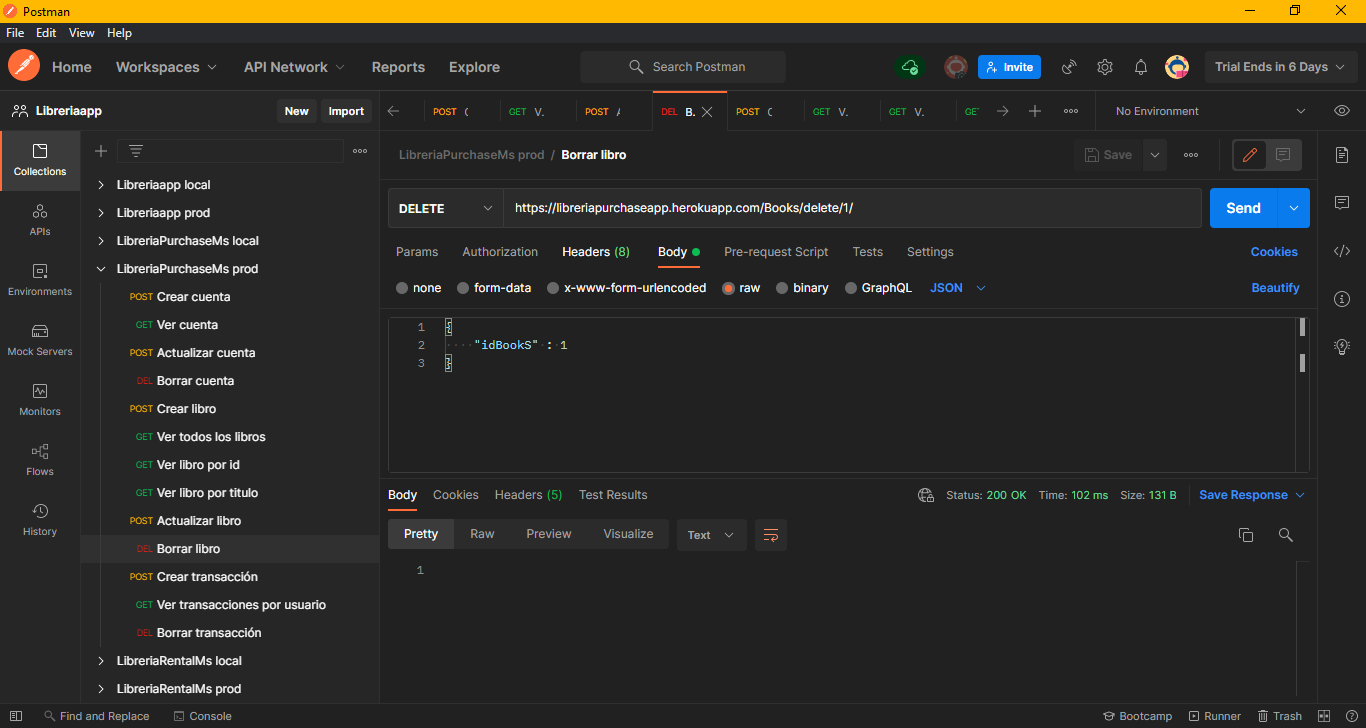 Postman
File Edit View Help
Home Workspaces API Network Reports Explore Search Postman Invite Trial Ends in 6 Days
Libreriaapp New Import POST GET V. POST DEL B. POST GET V. GET V. GET No Environment
LibreriaPurchaseMs prod / Borrar libro Save
Collections
APIs
Environments
Mock Servers
Monitors
Flows
History
Libreriaapp local
Libreriaapp prod
LibreriaPurchaseMs local
LibreriaPurchaseMs prod
POST Crear cuenta
GET Ver cuenta
POST Actualizar cuenta
DEL Borrar cuenta
POST Crear libro
GET Ver todos los libros
GET Ver libro por id
GET Ver libro por titulo
POST Actualizar libro
DEL Borrar libro
POST Crear transacción
GET Ver transacciones por usuario
DEL Borrar transacción
LibreriaRentalMs local
LibreriaRentalMs prod
DELETE https://libreriapurchaseapp.herokuapp.com/Books/delete/1/ Send
Params Authorization Headers (8) Body Pre-request Script Tests Settings Cookies
none form-data x-www-form-urlencoded raw binary GraphQL JSON Beautify
1 {
2 "idBookS" : 1
3 }
Body Cookies Headers (5) Test Results Status: 200 OK Time: 102 ms Size: 131 B Save Response
Pretty Raw Preview Visualize Text
1
Find and Replace Console Bootcamp Runner Trash